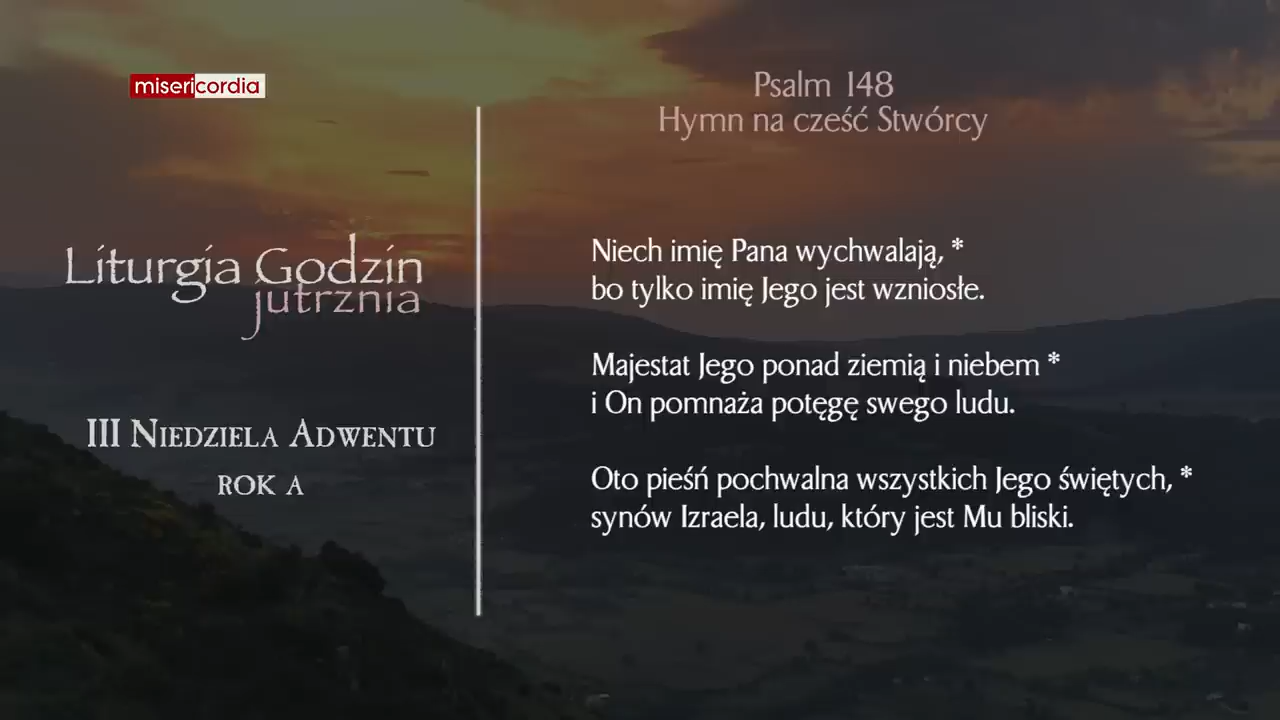 misericordia
Liturgia Godzin
jutrznia
III Niedziela Adwentu
rok A
Psalm 148
Hymn na cześć Stwórcy
Niech imię Pana wychwalają, *
bo tylko imię Jego jest wzniosłe.
Majestat Jego ponad ziemią i niebem *
i On pomnaża potęgę swego ludu.
Oto pieśń pochwalna wszystkich Jego świętych, *
synów Izraela, ludu, który jest Mu bliski.